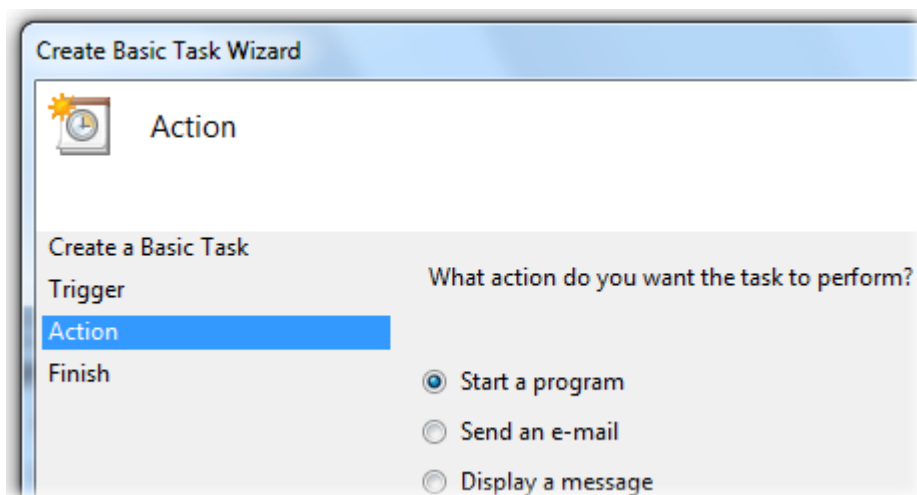 Create Basic Task Wizard
Action
Create a Basic Task
Trigger
Action
Finish
What action do you want the task to perform?
Start a program
Send an e-mail
Display a message